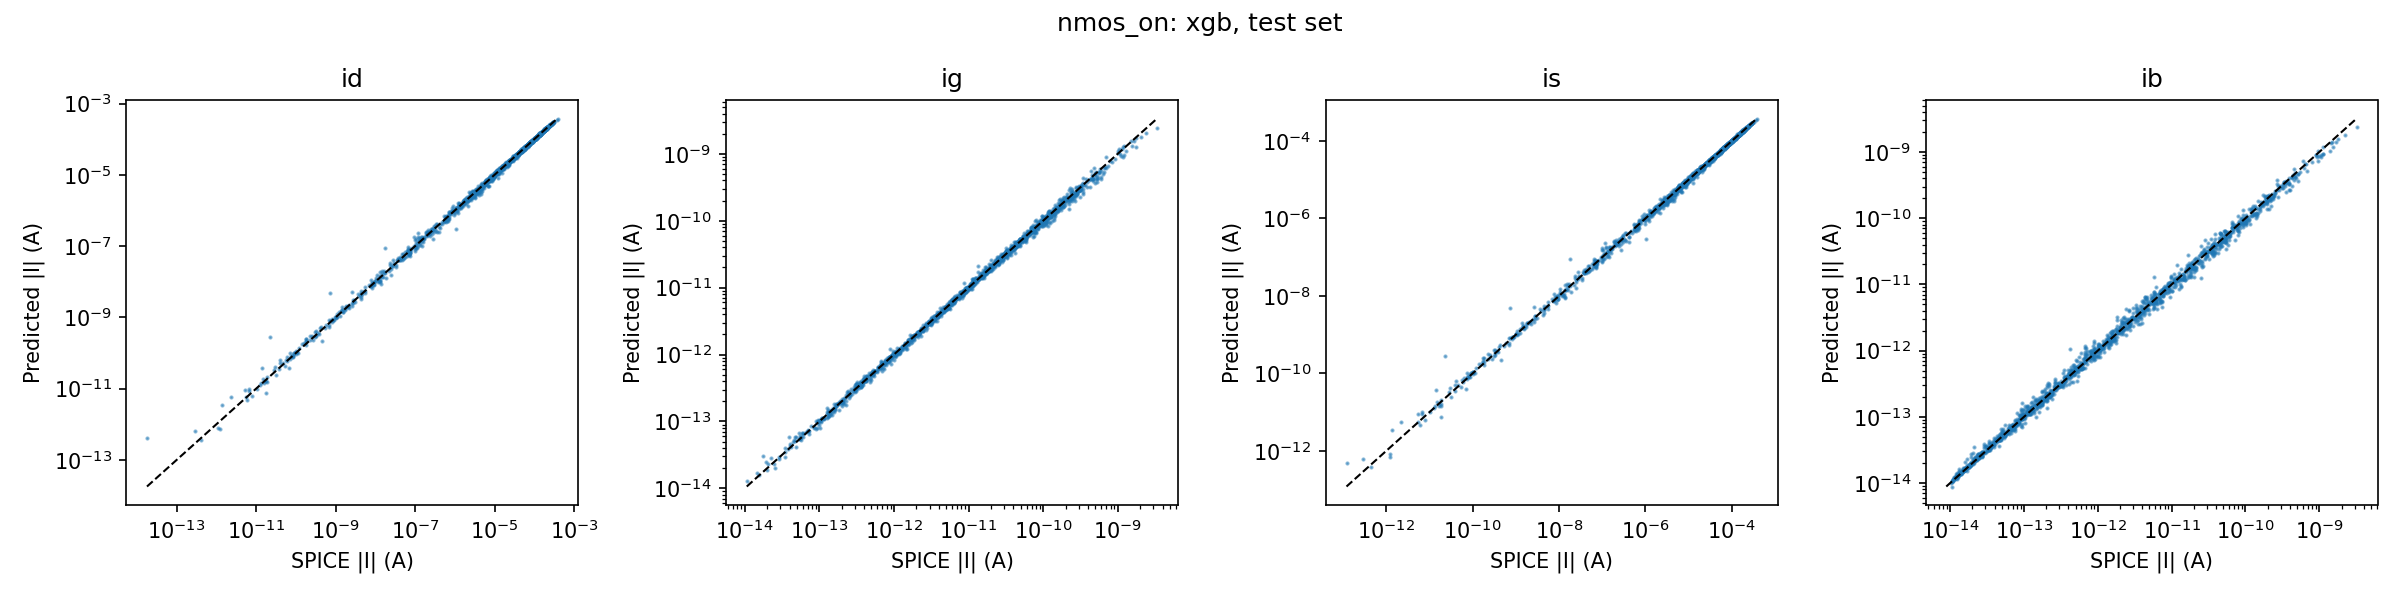 nmos_on: xgb, test set
id
10⁻³
10⁻⁵
10⁻⁷
10⁻⁹
10⁻¹¹
10⁻¹³
Predicted |I| (A)
10⁻¹³ 10⁻¹¹ 10⁻⁹ 10⁻⁷ 10⁻⁵ 10⁻³
SPICE |I| (A)
ig
10⁻⁹
10⁻¹⁰
10⁻¹¹
10⁻¹²
10⁻¹³
10⁻¹⁴
Predicted |I| (A)
10⁻¹⁴ 10⁻¹³ 10⁻¹² 10⁻¹¹ 10⁻¹⁰ 10⁻⁹
SPICE |I| (A)
is
10⁻⁴
10⁻⁶
10⁻⁸
10⁻¹⁰
10⁻¹²
Predicted |I| (A)
10⁻¹² 10⁻¹⁰ 10⁻⁸ 10⁻⁶ 10⁻⁴
SPICE |I| (A)
ib
10⁻⁹
10⁻¹⁰
10⁻¹¹
10⁻¹²
10⁻¹³
10⁻¹⁴
Predicted |I| (A)
10⁻¹⁴ 10⁻¹³ 10⁻¹² 10⁻¹¹ 10⁻¹⁰ 10⁻⁹
SPICE |I| (A)